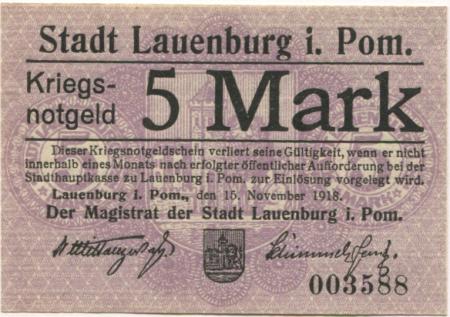 Stadt Lauenburg i. Pom.
Kriegs-
notgeld
5 Mark
Dieser Kriegsnotgeldschein verliert seine Gültigkeit, wenn er nicht
innerhalb eines Monats nach erfolgter öffentlicher Aufforderung bei der
Stadthauptkasse zu Lauenburg i. Pom. zur Einlösung vorgelegt wird.
Lauenburg i. Pom., den 15. November 1918.
Der Magistrat der Stadt Lauenburg i. Pom.
003588